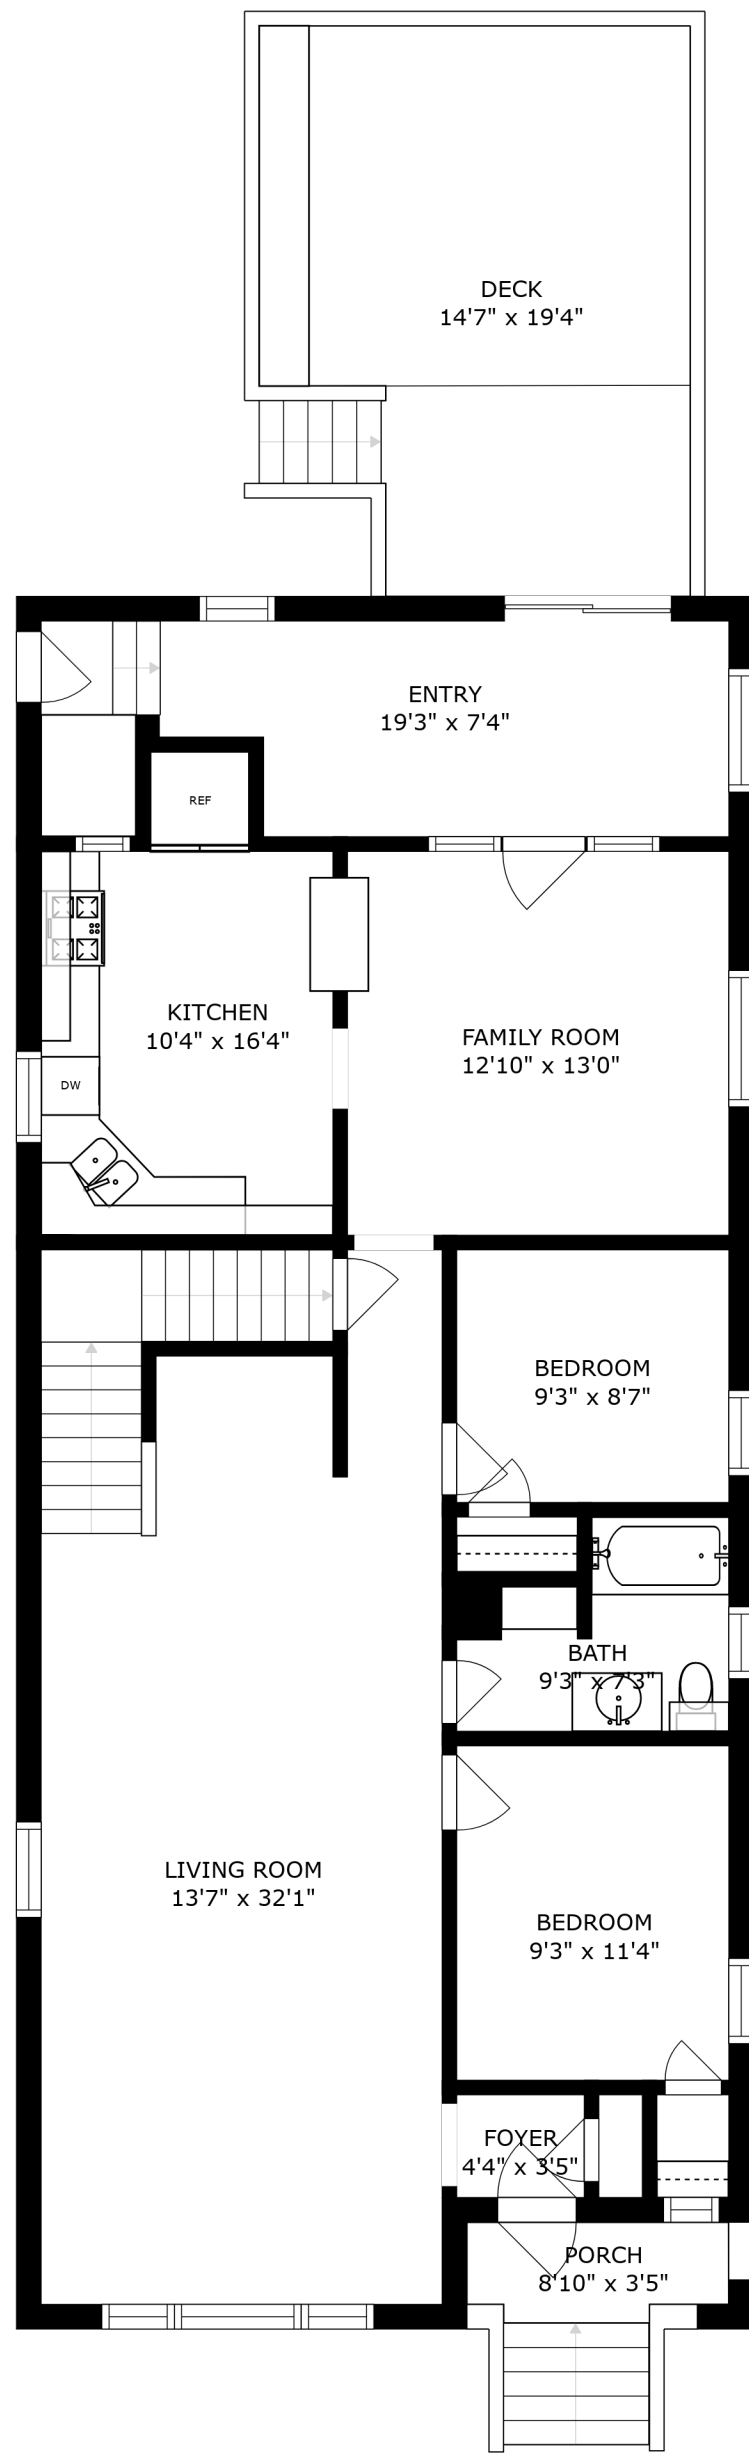 DECK
14'7" x 19'4"
ENTRY
19'3" x 7'4"
REF
KITCHEN
10'4" x 16'4"
FAMILY ROOM
12'10" x 13'0"
DW
BEDROOM
9'3" x 8'7"
BATH
9'3" x 7'3"
LIVING ROOM
13'7" x 32'1"
BEDROOM
9'3" x 11'4"
FOYER
4'4" x 3'5"
PORCH
8'10" x 3'5"